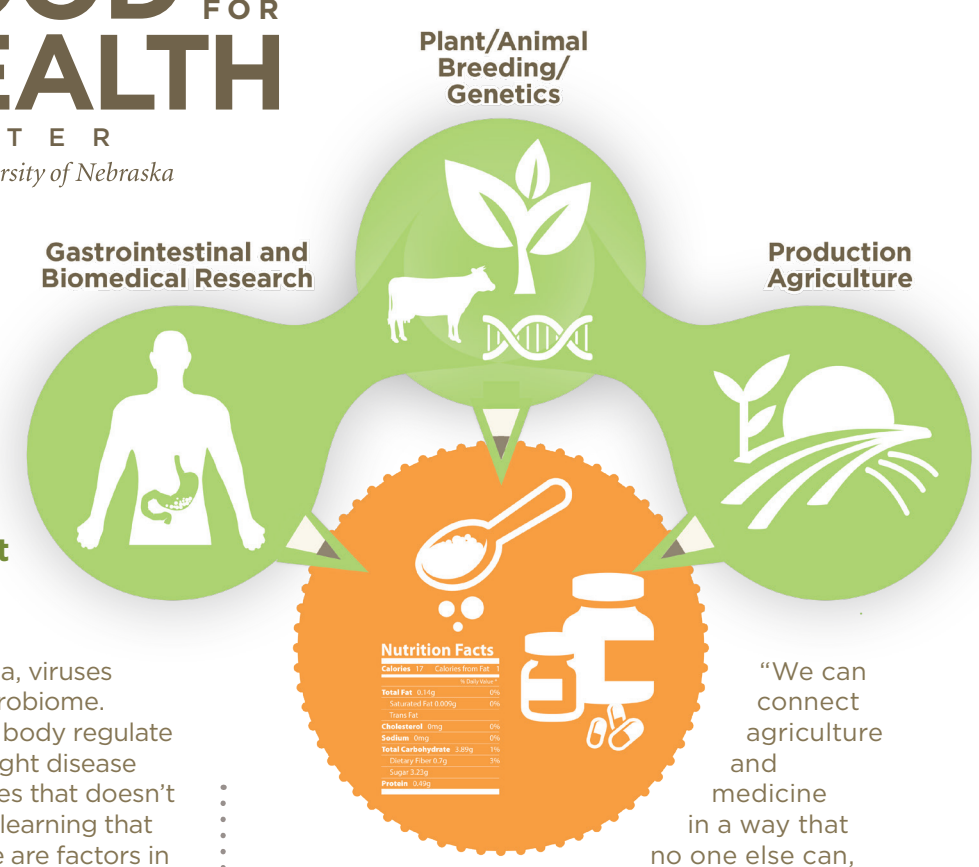 OOD FOR
EALTH
T E R
rsity of Nebraska
Plant/Animal
Breeding/
Genetics
Gastrointestinal and
Biomedical Research
Production
Agriculture
t
a, viruses
robiome.
body regulate
ght disease
es that doesn’t
learning that
e are factors in
Nutrition Facts
Calories 17 Calories from Fat 1
% Daily Value*
Total Fat 0.14g 0%
Saturated Fat 0.009g 0%
Trans Fat
Cholesterol 0mg 0%
Sodium 0mg 0%
Total Carbohydrate 3.89g 1%
Dietary Fiber 0.7g 3%
Sugar 3.23g
Protein 0.49g
“We can
connect
agriculture
and
medicine
in a way that
no one else can,